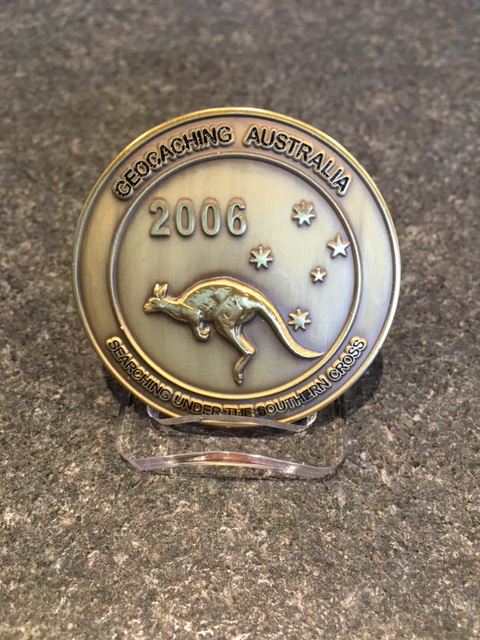 GEOCACHING AUSTRALIA
2006
SEARCHING UNDER THE SOUTHERN CROSS